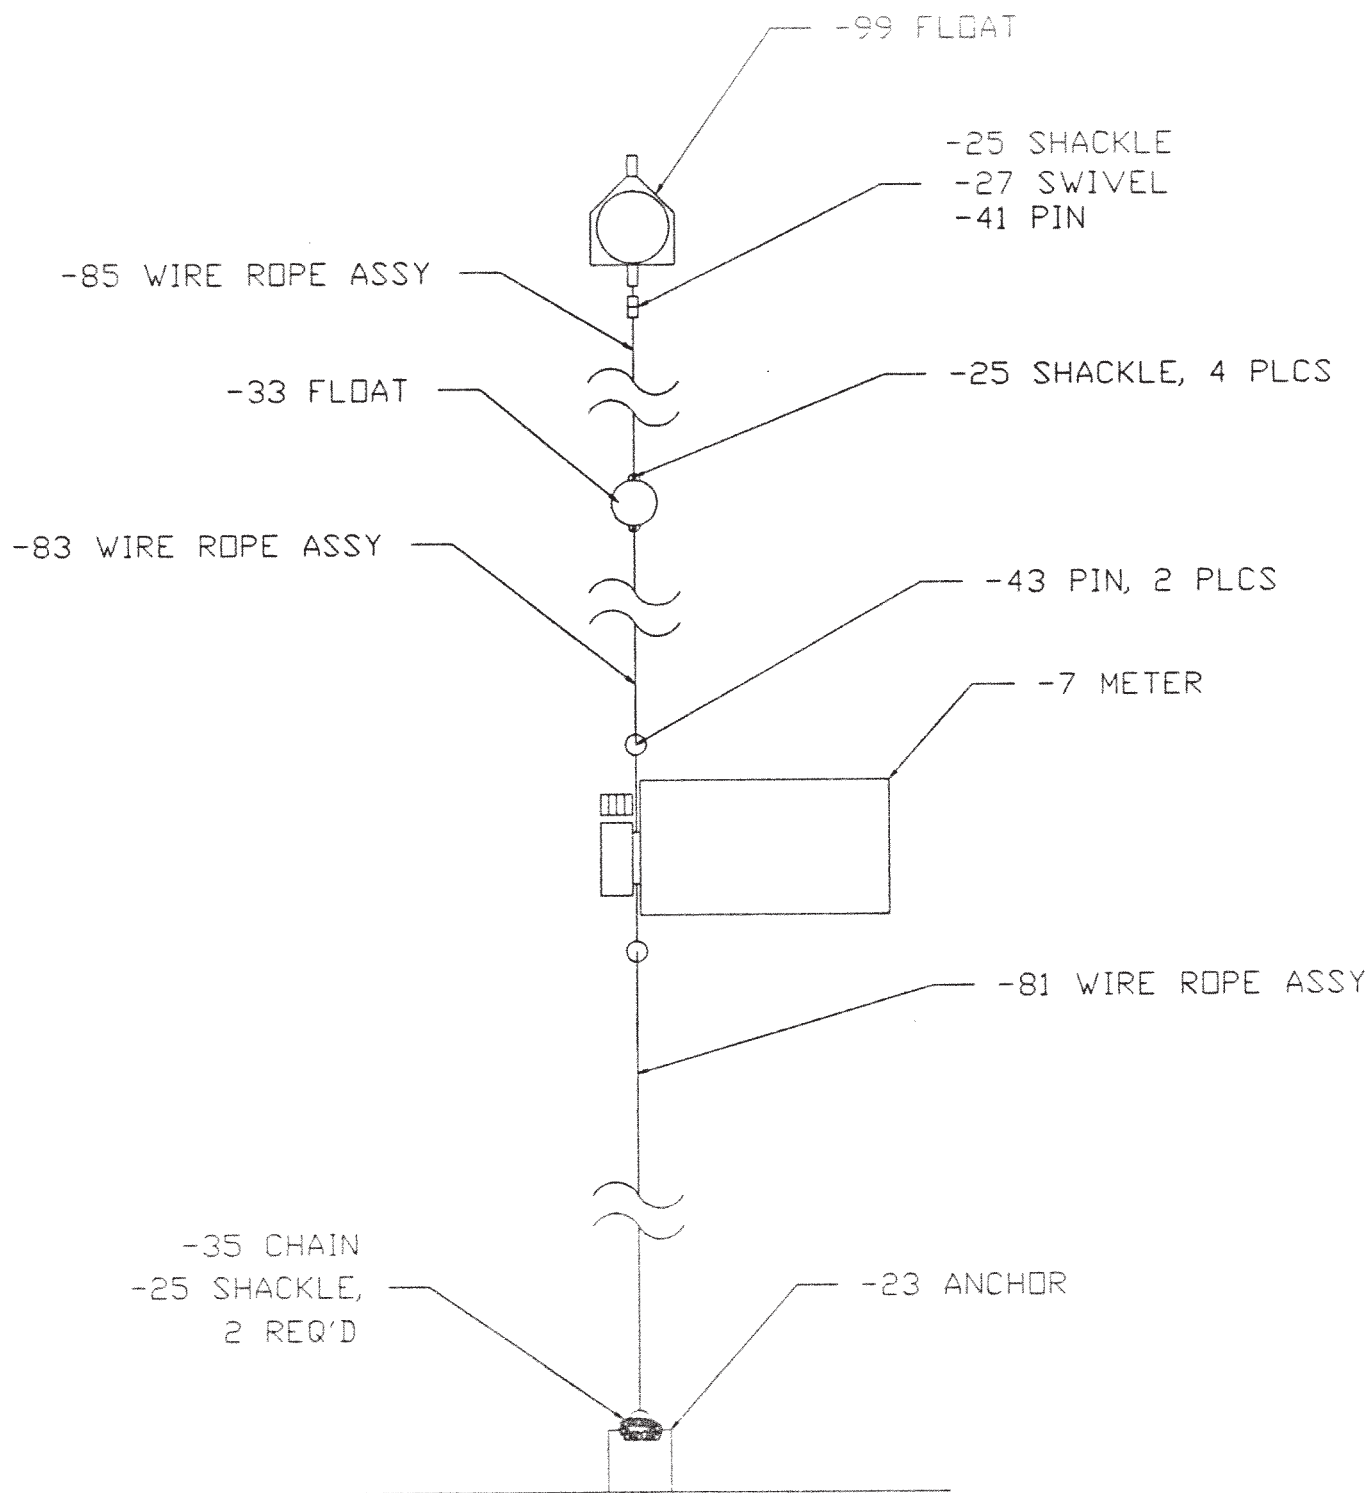 -99 FLOAT
-25 SHACKLE
-27 SWIVEL
-41 PIN
-85 WIRE ROPE ASSY
-25 SHACKLE, 4 PLCS
-33 FLOAT
-83 WIRE ROPE ASSY
-43 PIN, 2 PLCS
-7 METER
-81 WIRE ROPE ASSY
-35 CHAIN
-25 SHACKLE,
2 REQ'D
-23 ANCHOR